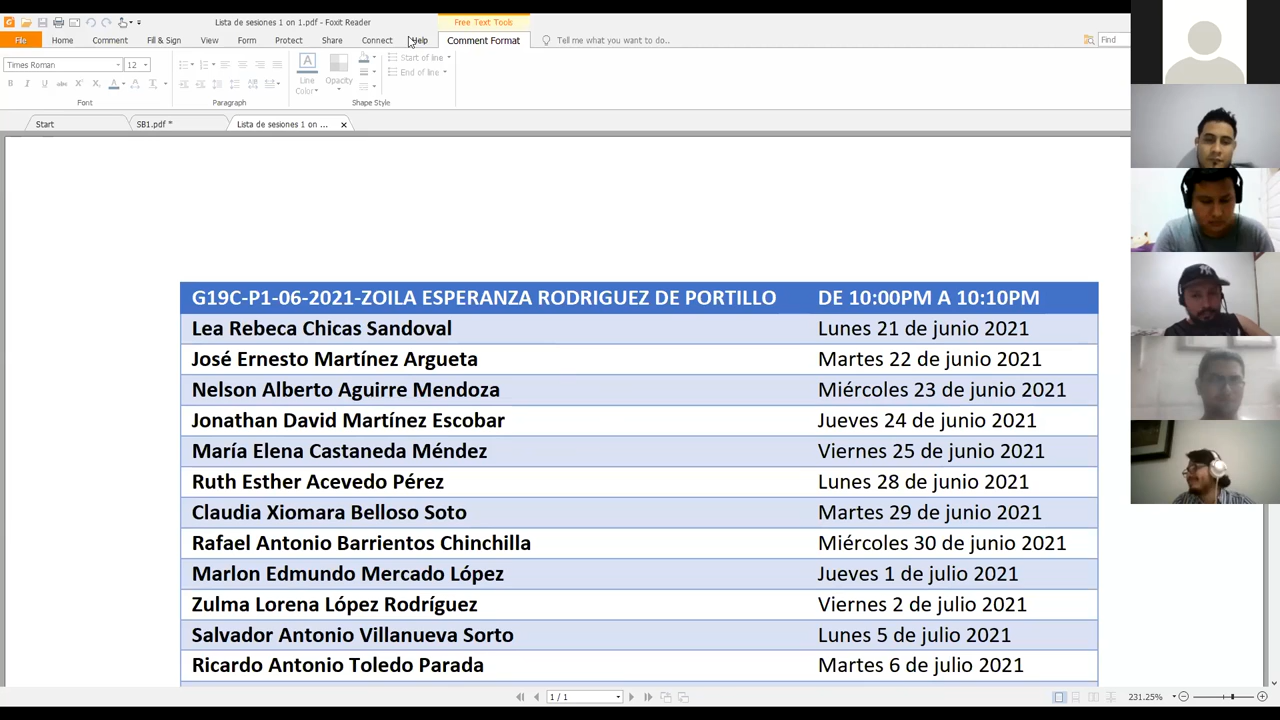 Lista de sesiones 1 on 1.pdf - Foxit Reader
Free Text Tools
File Home Comment Fill & Sign View Form Protect Share Connect Help Comment Format Tell me what you want to do.. Find
Times Roman 12
Line Color
Opacity
Start of line
End of line
Font Paragraph Shape Style
Start SB1.pdf * Lista de sesiones 1 on ...
G19C-P1-06-2021-ZOILA ESPERANZA RODRIGUEZ DE PORTILLO DE 10:00PM A 10:10PM
Lea Rebeca Chicas Sandoval Lunes 21 de junio 2021
José Ernesto Martínez Argueta Martes 22 de junio 2021
Nelson Alberto Aguirre Mendoza Miércoles 23 de junio 2021
Jonathan David Martínez Escobar Jueves 24 de junio 2021
María Elena Castaneda Méndez Viernes 25 de junio 2021
Ruth Esther Acevedo Pérez Lunes 28 de junio 2021
Claudia Xiomara Belloso Soto Martes 29 de junio 2021
Rafael Antonio Barrientos Chinchilla Miércoles 30 de junio 2021
Marlon Edmundo Mercado López Jueves 1 de julio 2021
Zulma Lorena López Rodríguez Viernes 2 de julio 2021
Salvador Antonio Villanueva Sorto Lunes 5 de julio 2021
Ricardo Antonio Toledo Parada Martes 6 de julio 2021
1 / 1
231.25%